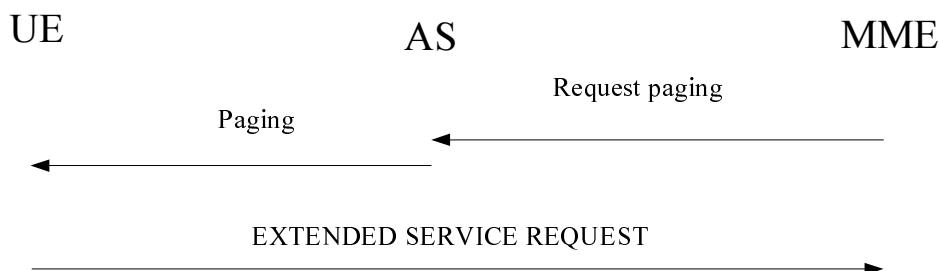 UE
AS
MME
Request paging
Paging
EXTENDED SERVICE REQUEST